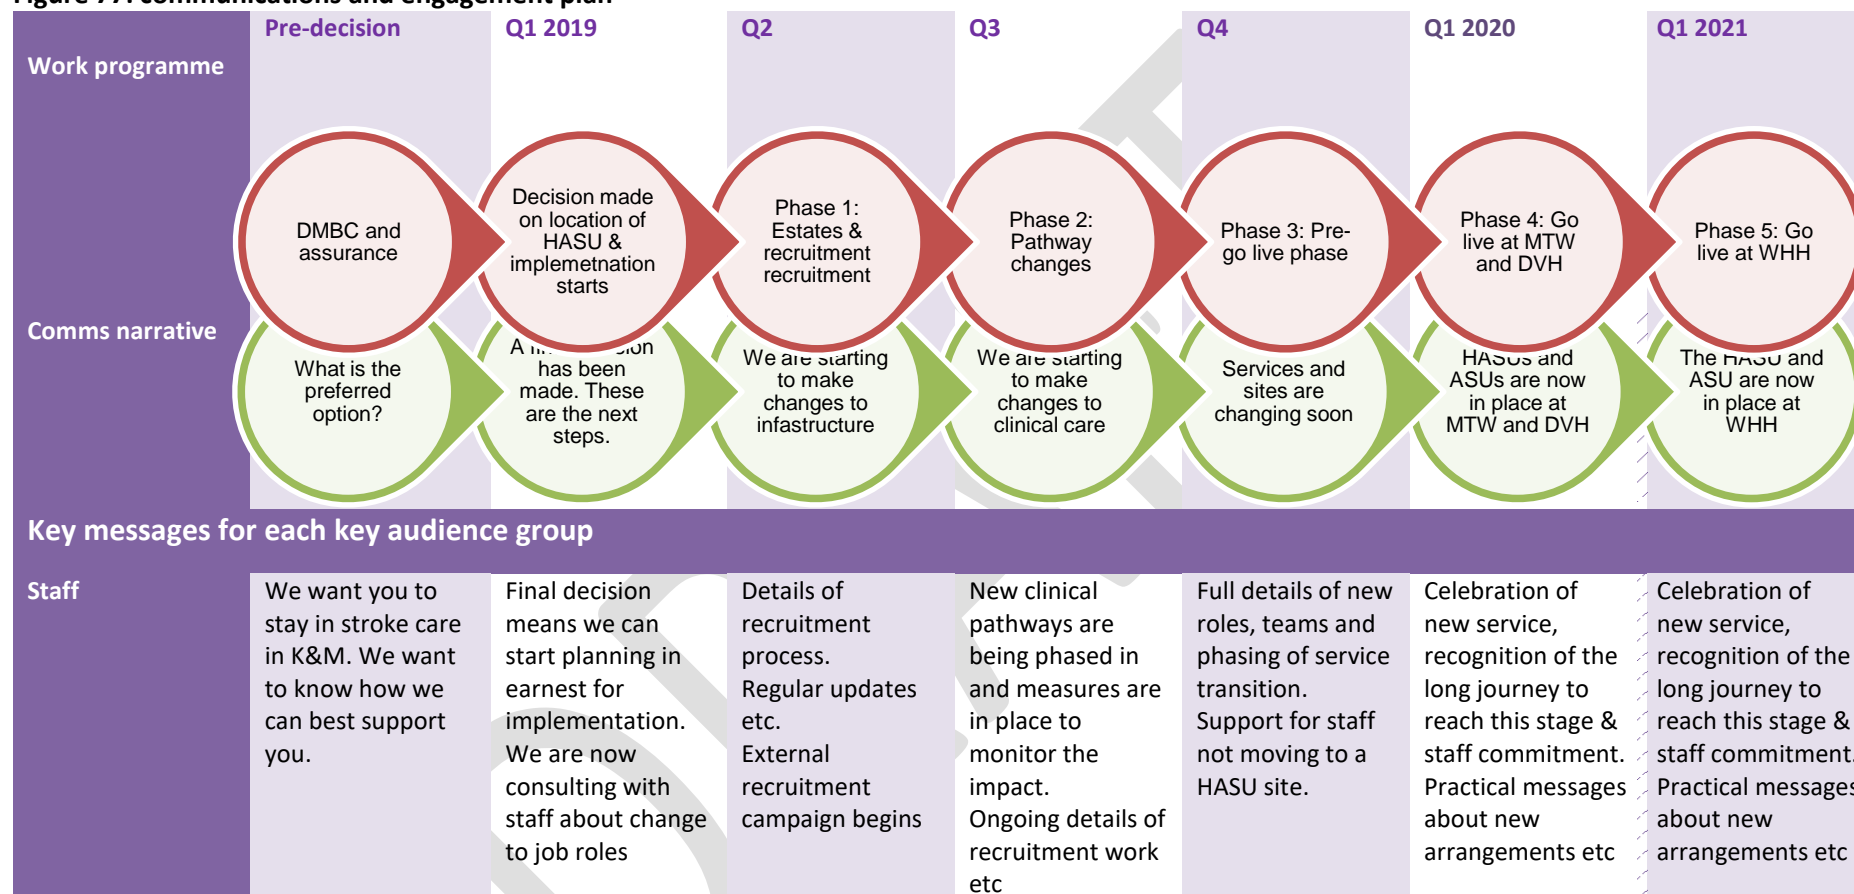 Pre-decision
Q1 2019
Q2
Q3
Q4
Q1 2020
Q1 2021
Work programme
DMBC and
assurance
Decision made
on location of
HASU &
implemetnation
starts
Phase 1:
Estates &
recruitment
recruitment
Phase 2:
Pathway
changes
Phase 3: Pre-
go live phase
Phase 4: Go
live at MTW
and DVH
Phase 5: Go
live at WHH
Comms narrative
What is the
preferred
option?
A
has been
made. These
are the next
steps.
We are starting
to make
changes to
infastructure
We are starting
to make
changes to
clinical care
Services and
sites are
changing soon
HASUs and
ASUs are now
in place at
MTW and DVH
The HASU and
ASU are now
in place at
WHH
Key messages for each key audience group
Staff
We want you to
stay in stroke care
in K&M. We want
to know how we
can best support
you.
Final decision
means we can
start planning in
earnest for
implementation.
We are now
consulting with
staff about change
to job roles
Details of
recruitment
process.
Regular updates
etc.
External
recruitment
campaign begins
New clinical
pathways are
being phased in
and measures are
in place to
monitor the
impact.
Ongoing details of
recruitment work
etc
Full details of new
roles, teams and
phasing of service
transition.
Support for staff
not moving to a
HASU site.
Celebration of
new service,
recognition of the
long journey to
reach this stage &
staff commitment.
Practical messages
about new
arrangements etc
Celebration of
new service,
recognition of the
long journey to
reach this stage &
staff commitment.
Practical messages
about new
arrangements etc